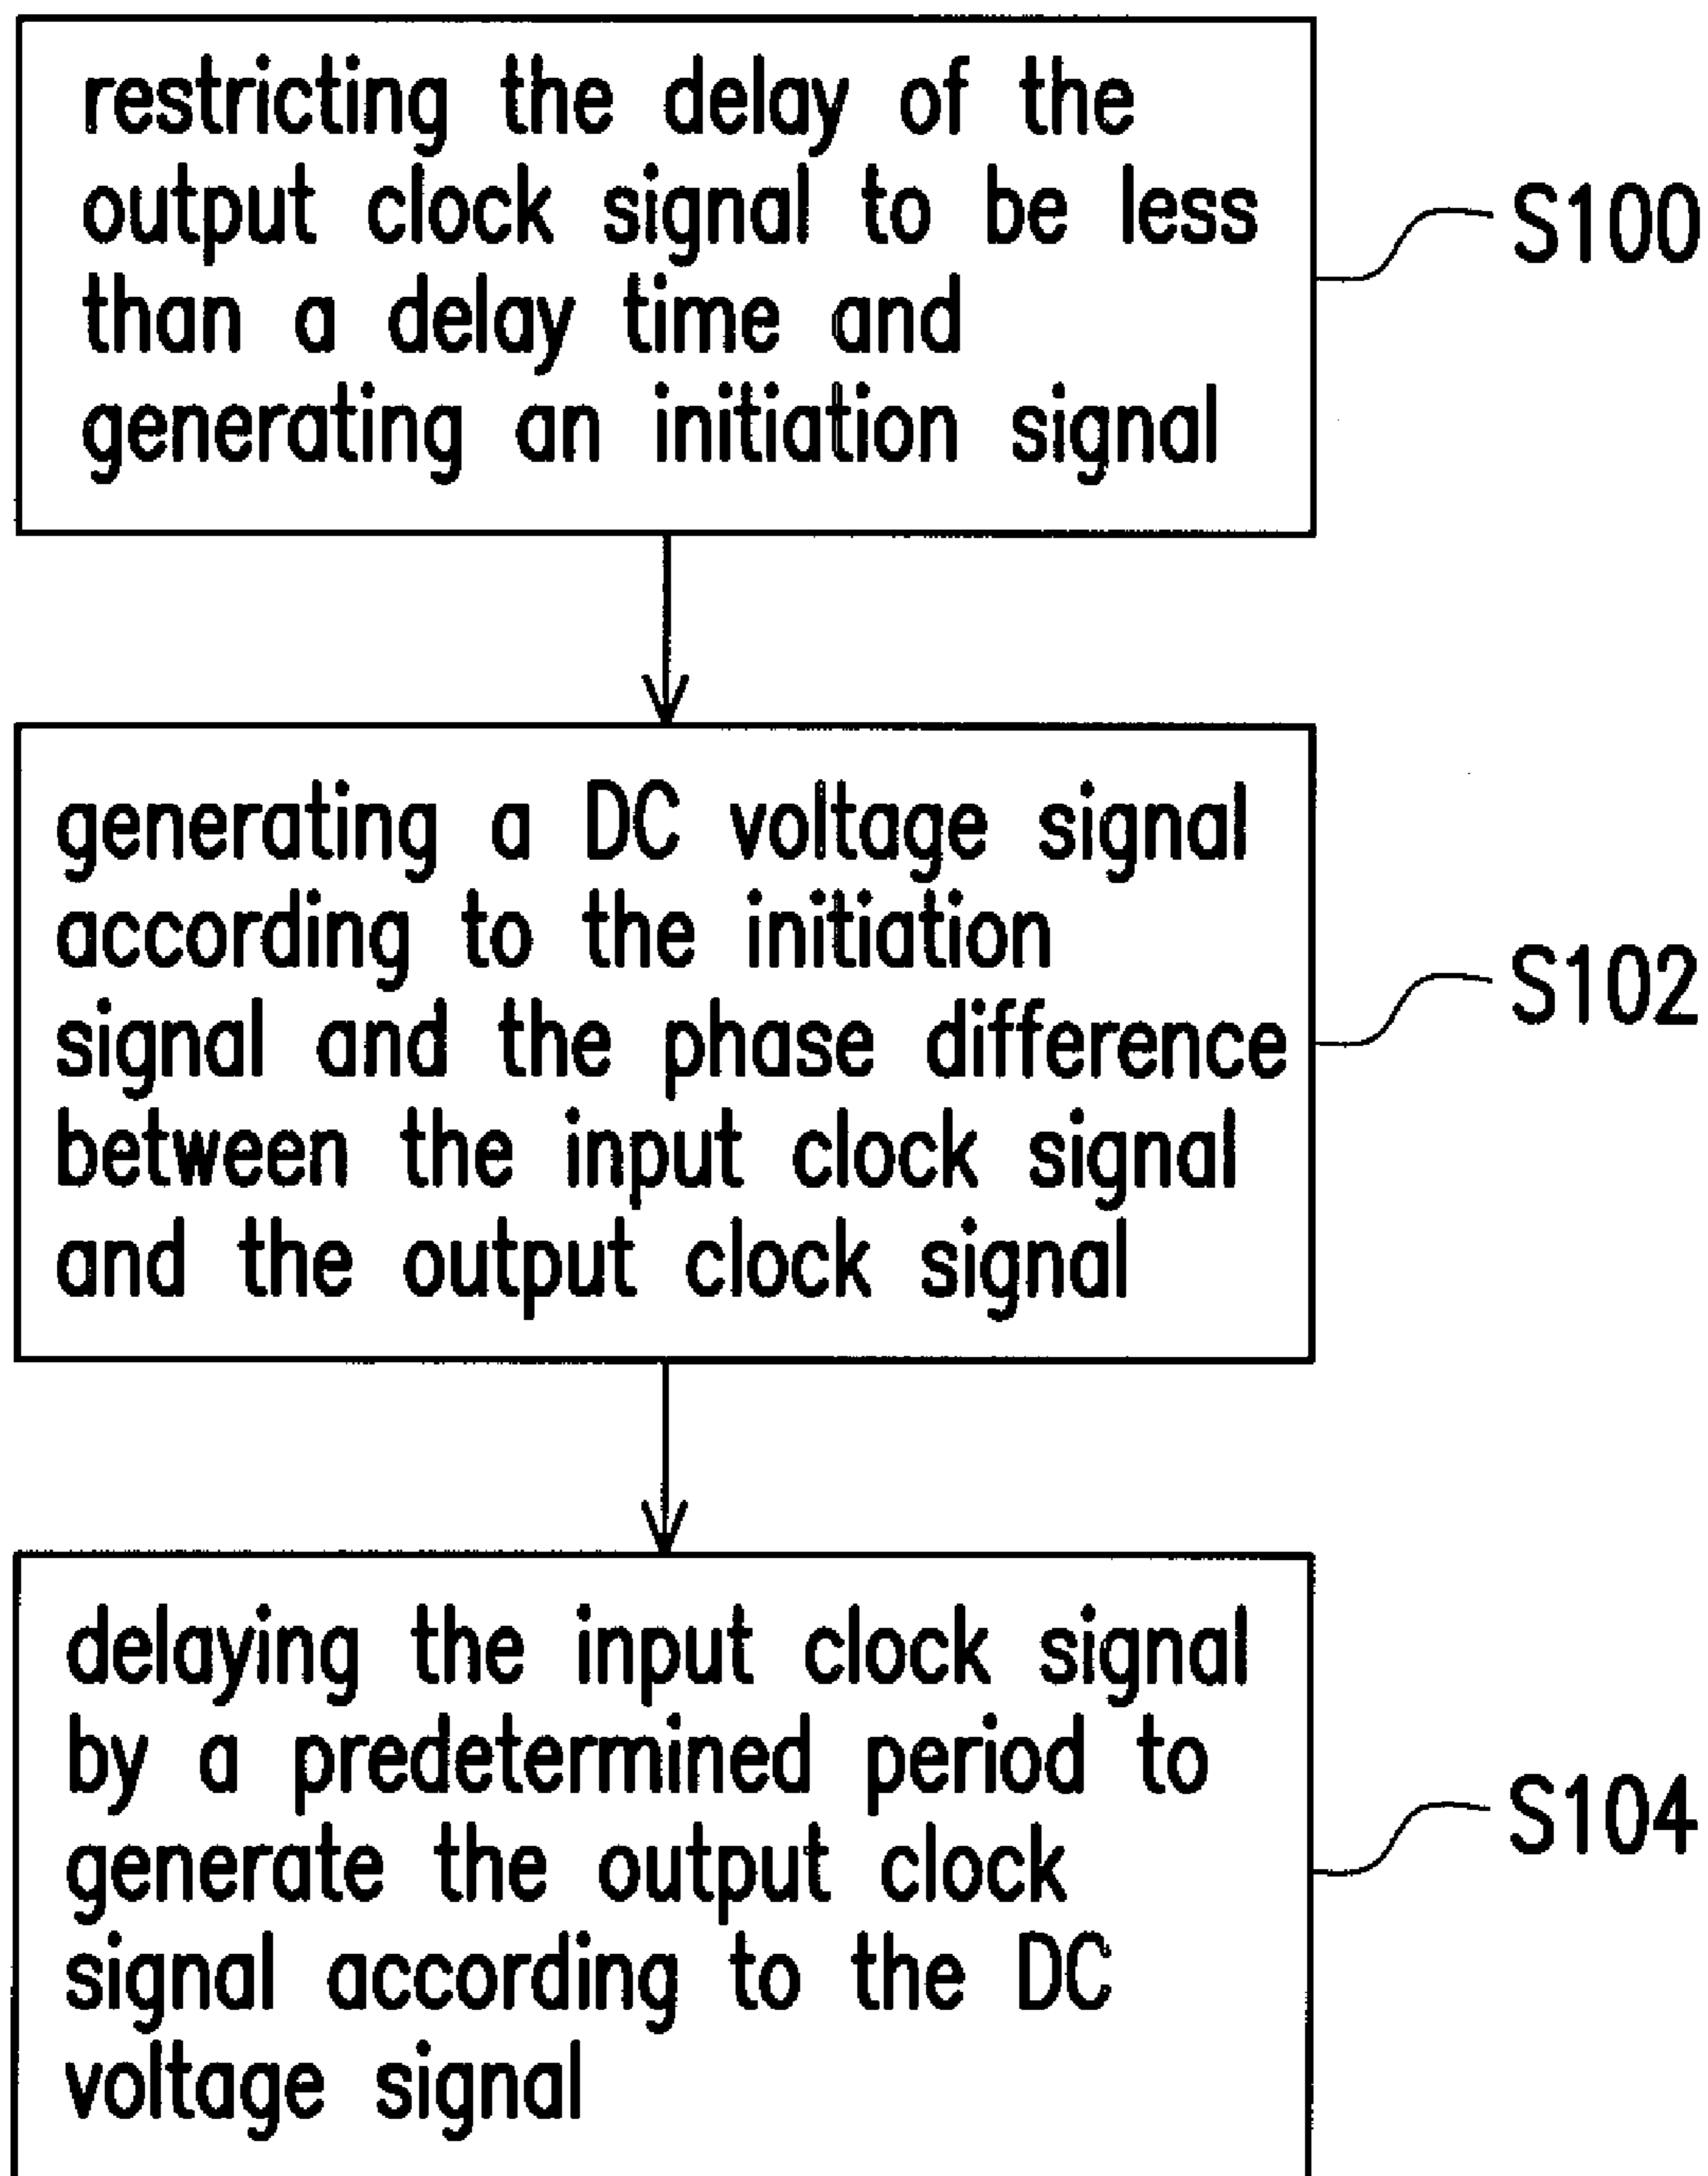 restricting the delay of the
output clock signal to be less
than a delay time and
generating an initiation signal
S100
generating a DC voltage signal
according to the initiation
signal and the phase difference
between the input clock signal
and the output clock signal
S102
delaying the input clock signal
by a predetermined period to
generate the output clock
signal according to the DC
voltage signal
S104